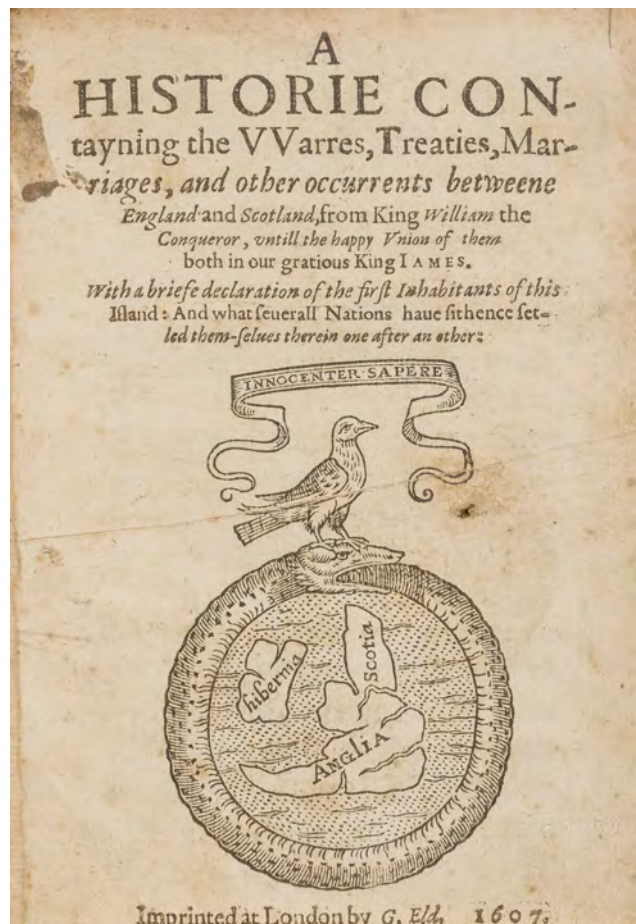 A
HISTORIE CON-
tayning the VVarres, Treaties, Mar-
riages, and other occurrents betweene
England and Scotland, from King William the
Conqueror, vntill the happy Vnion of them
both in our gratious King IAMES.
With a briefe declaration of the firſt Inhabitants of this
Iſland: And what ſeuerall Nations haue ſithence ſet-
led them-ſelues therein one after an other:
INNOCENTER SAPERE
hibernia
Scotia
ANGLIA
Imprinted at London by G. Eld. 1607.